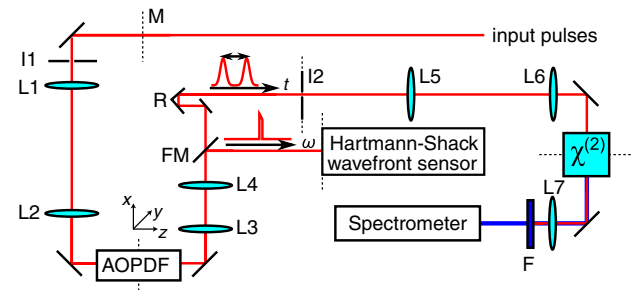 M
input pulses
I1
L1
R
t
I2
L5
L6
FM
ω
Hartmann-Shack
wavefront sensor
χ(2)
L4
L2
x
y
z
L3
L7
Spectrometer
AOPDF
F